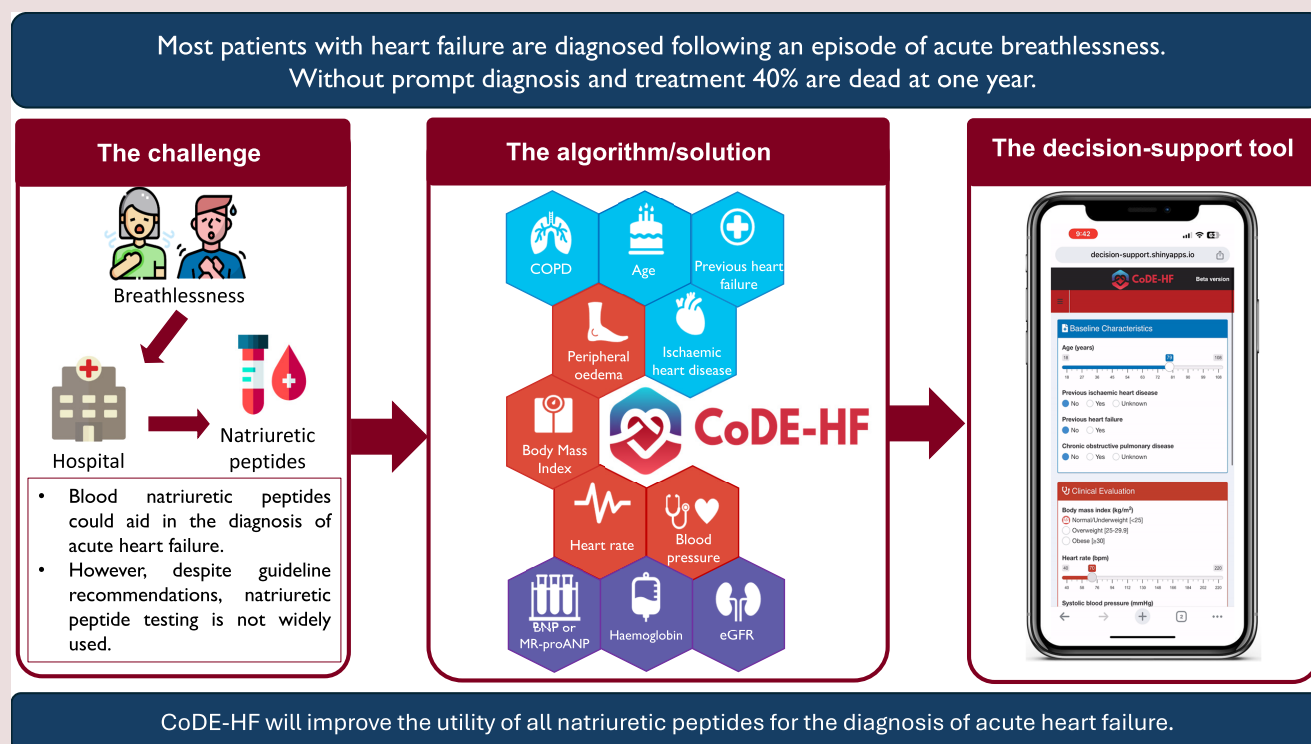 Most patients with heart failure are diagnosed following an episode of acute breathlessness.
Without prompt diagnosis and treatment 40% are dead at one year.
The challenge
Breathlessness
Hospital
Natriuretic
peptides
• Blood natriuretic peptides
could aid in the diagnosis of
acute heart failure.
• However, despite guideline
recommendations, natriuretic
peptide testing is not widely
used.
The algorithm/solution
COPD
Age
Previous heart
failure
Peripheral
oedema
Ischaemic
heart disease
Body Mass
Index
CoDE-HF
Heart rate
Blood
pressure
BNP or
MR-proANP
Haemoglobin
eGFR
The decision-support tool
9:42
decision-support.shinyapps.io
CoDE-HF
Beta version
Baseline Characteristics
Age (years)
18 79 108
Previous ischaemic heart disease
No Yes Unknown
Previous heart failure
No Yes
Chronic obstructive pulmonary disease
No Yes Unknown
Clinical Evaluation
Body mass index (kg/m²)
Normal/Underweight [<25]
Overweight [25-29.9]
Obese [≥30]
Heart rate (bpm)
40 220
Systolic blood pressure (mmHg)
2
CoDE-HF will improve the utility of all natriuretic peptides for the diagnosis of acute heart failure.